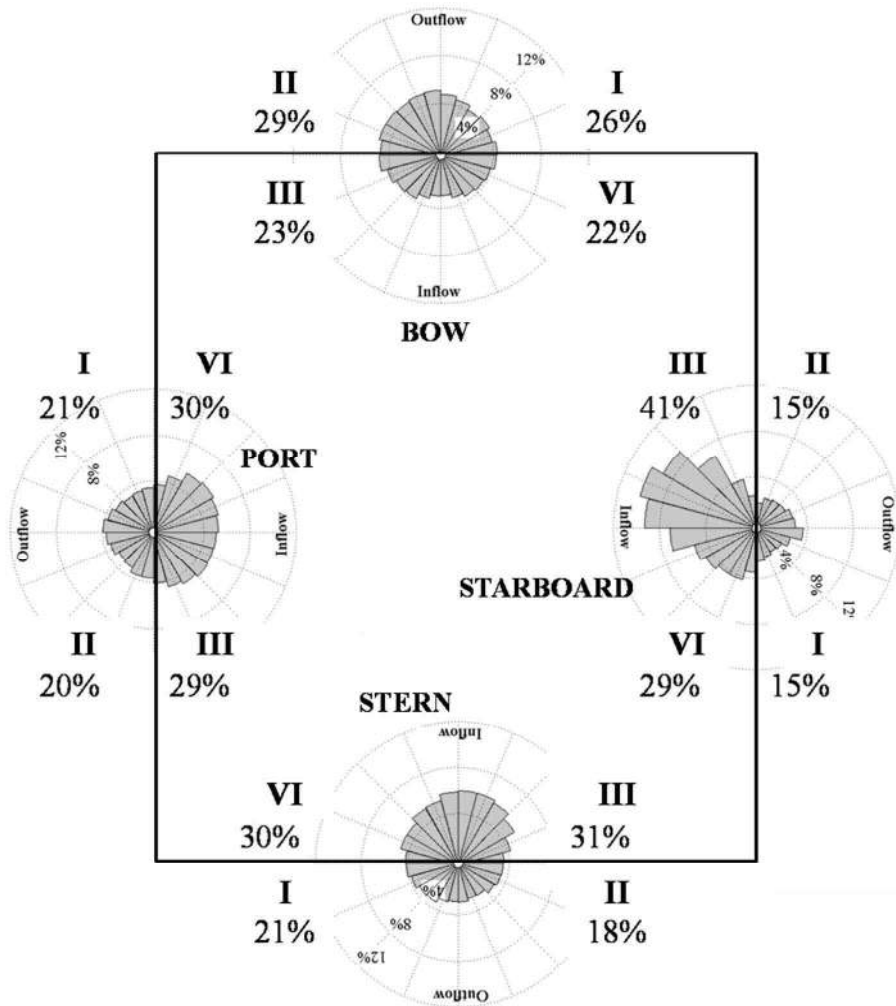 Outflow
12%
II
I
8%
29%
4%
26%
III
VI
23%
22%
Inflow
BOW
I
VI
III
II
21%
30%
41%
15%
12%
PORT
8%
Outflow
Inflow
Inflow
Outflow
4%
STARBOARD
8%
12'
II
III
VI
I
20%
29%
29%
15%
STERN
Inflow
VI
III
30%
31%
4%
I
II
8%
21%
18%
12%
Outflow